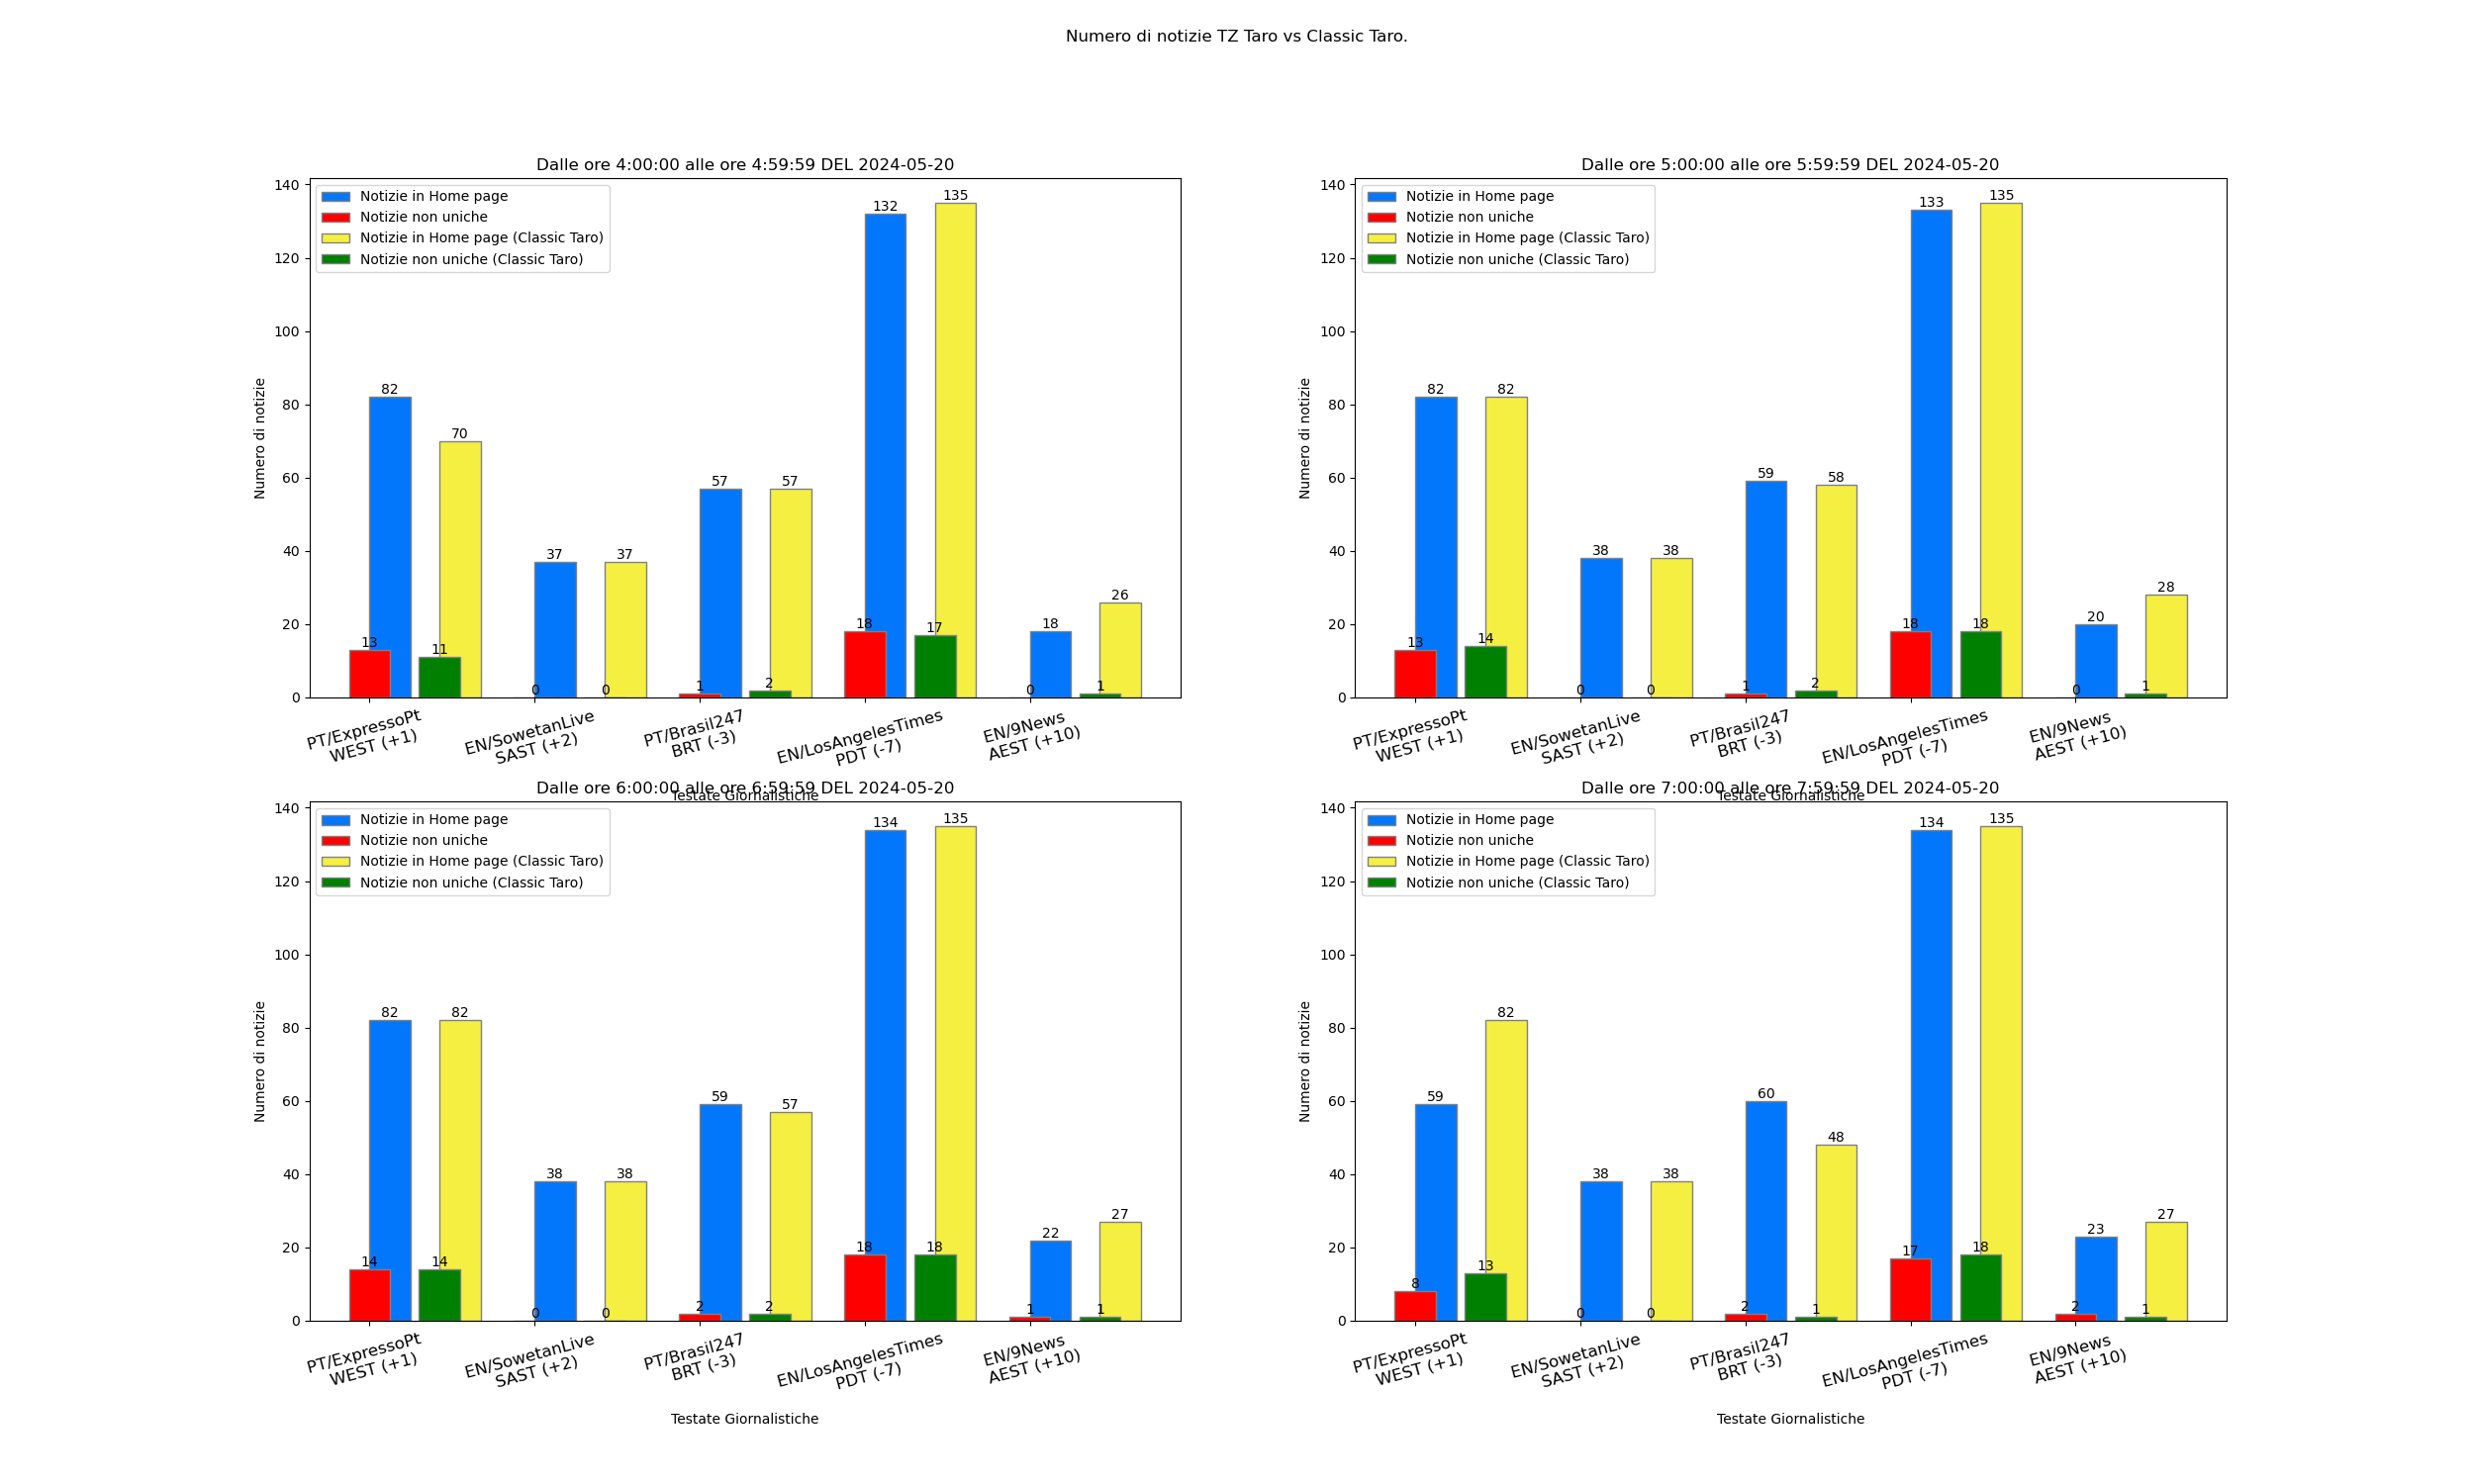 Numero di notizie TZ Taro vs Classic Taro.
Dalle ore 4:00:00 alle ore 4:59:59 DEL 2024-05-20
Notizie in Home page
Notizie non uniche
Notizie in Home page (Classic Taro)
Notizie non uniche (Classic Taro)
Numero di notizie
140
120
100
80
60
40
20
0
82 70 37 37 57 57 132 135 18 26
13 11 0 0 1 2 18 17 0 1
PT/ExpressoPt
WEST (+1)
EN/SowetanLive
SAST (+2)
PT/Brasil247
BRT (-3)
EN/LosAngelesTimes
PDT (-7)
EN/9News
AEST (+10)
Testate Giornalistiche
Dalle ore 5:00:00 alle ore 5:59:59 DEL 2024-05-20
Notizie in Home page
Notizie non uniche
Notizie in Home page (Classic Taro)
Notizie non uniche (Classic Taro)
Numero di notizie
140
120
100
80
60
40
20
0
82 82 38 38 59 58 133 135 20 28
13 14 0 0 1 2 18 18 0 1
PT/ExpressoPt
WEST (+1)
EN/SowetanLive
SAST (+2)
PT/Brasil247
BRT (-3)
EN/LosAngelesTimes
PDT (-7)
EN/9News
AEST (+10)
Testate Giornalistiche
Dalle ore 6:00:00 alle ore 6:59:59 DEL 2024-05-20
Notizie in Home page
Notizie non uniche
Notizie in Home page (Classic Taro)
Notizie non uniche (Classic Taro)
Numero di notizie
140
120
100
80
60
40
20
0
82 82 38 38 59 57 134 135 22 27
14 14 0 0 2 2 18 18 1 1
PT/ExpressoPt
WEST (+1)
EN/SowetanLive
SAST (+2)
PT/Brasil247
BRT (-3)
EN/LosAngelesTimes
PDT (-7)
EN/9News
AEST (+10)
Testate Giornalistiche
Dalle ore 7:00:00 alle ore 7:59:59 DEL 2024-05-20
Notizie in Home page
Notizie non uniche
Notizie in Home page (Classic Taro)
Notizie non uniche (Classic Taro)
Numero di notizie
140
120
100
80
60
40
20
0
59 82 38 38 60 48 134 135 23 27
8 13 0 0 2 1 17 18 2 1
PT/ExpressoPt
WEST (+1)
EN/SowetanLive
SAST (+2)
PT/Brasil247
BRT (-3)
EN/LosAngelesTimes
PDT (-7)
EN/9News
AEST (+10)
Testate Giornalistiche